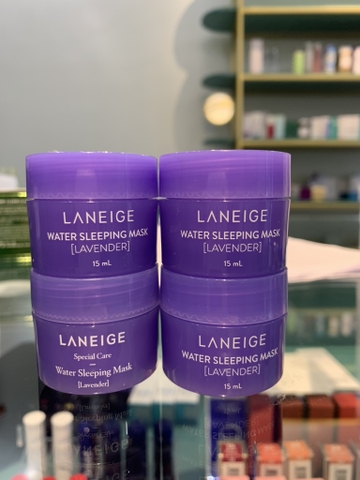 LANEIGE
WATER SLEEPING MASK
[LAVENDER]
15 mL
LANEIGE
WATER SLEEPING MASK
[LAVENDER]
15 mL
LANEIGE
Special Care
Water Sleeping Mask
[Lavender]
LANEIGE
WATER SLEEPING MASK
[LAVENDER]
15 mL
LANEIGE